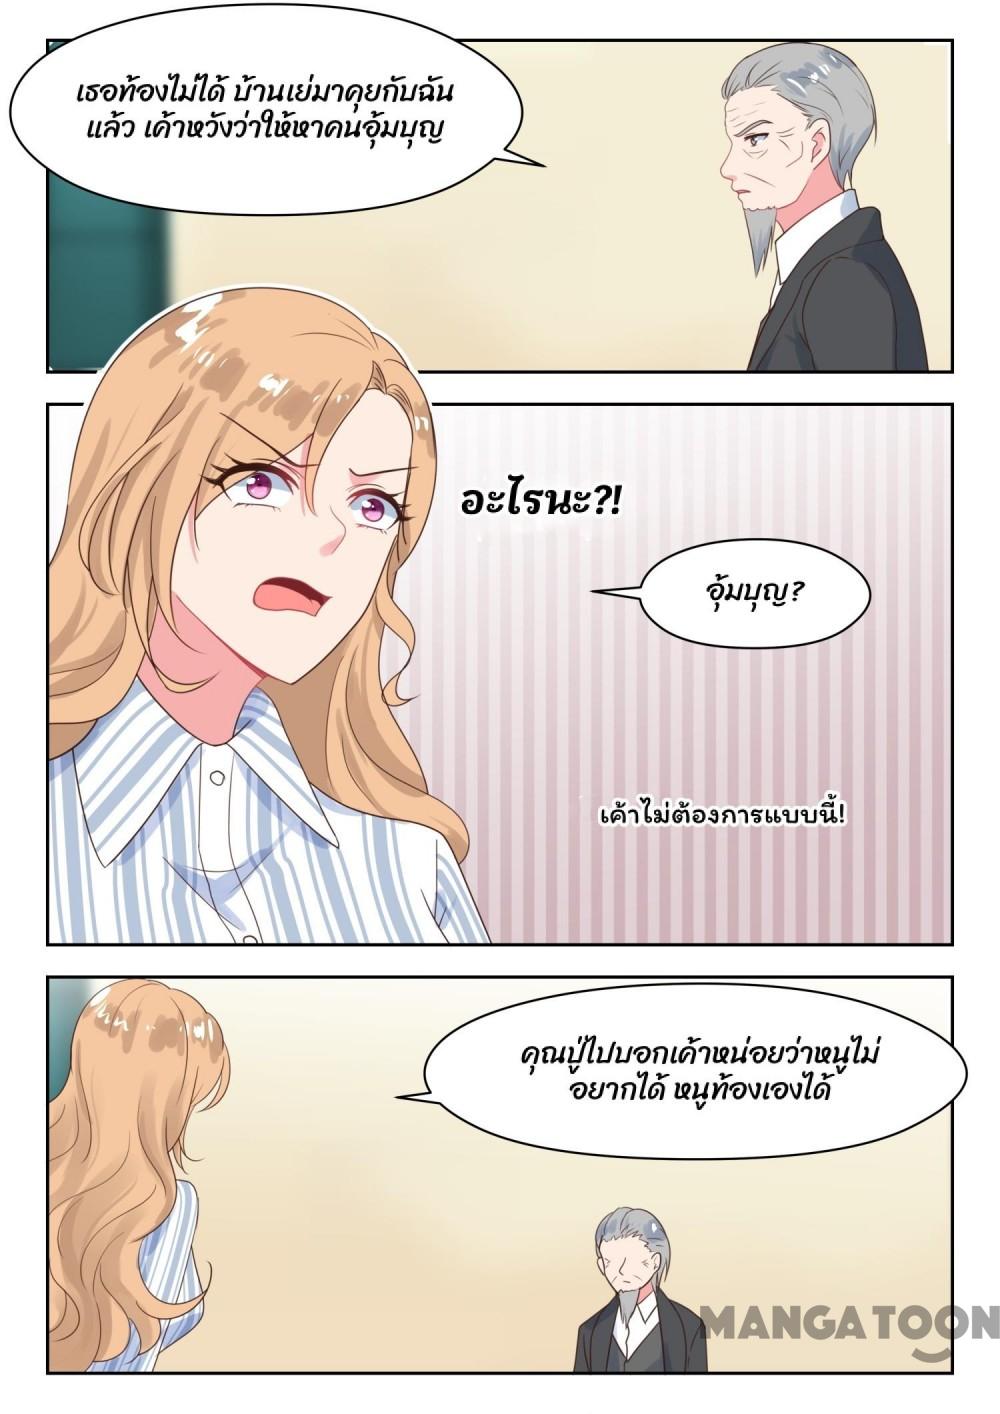 เธอท้องไม่ได้ บ้านเย่มาคุยกับฉัน
แล้ว เค้าหวังว่าให้หาคนอุ้มบุญ
อะไรนะ?!
อุ้มบุญ?
เค้าไม่ต้องการแบบนี้!
คุณปู่ไปบอกเค้าหน่อยว่าหนูไม่
อยากได้ หนูท้องเองได้
MANGATOON